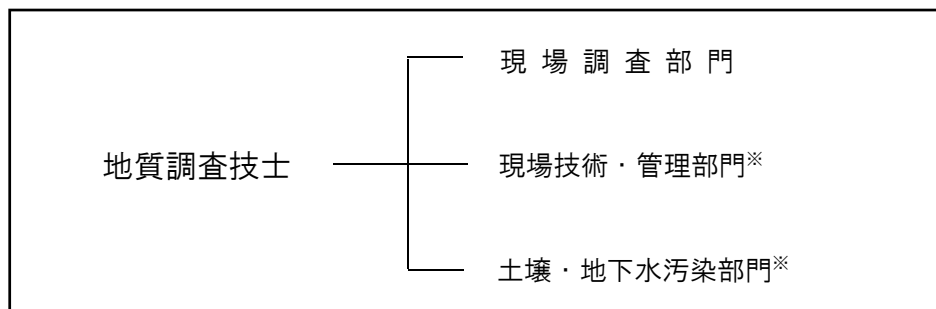 現場調査部門
地質調査技士
現場技術・管理部門※
土壌・地下水汚染部門※